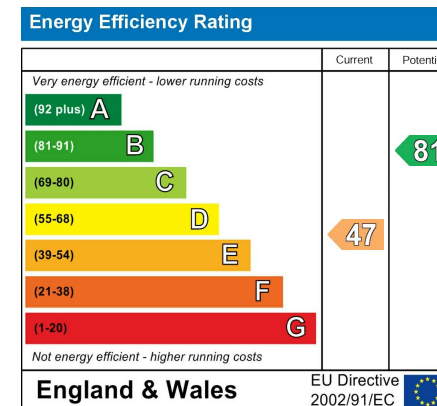 Energy Efficiency Rating
Current Potenti
Very energy efficient - lower running costs
(92 plus) A
(81-91) B
81
(69-80) C
(55-68) D
47
(39-54) E
(21-38) F
(1-20) G
Not energy efficient - higher running costs
England & Wales
EU Directive
2002/91/EC